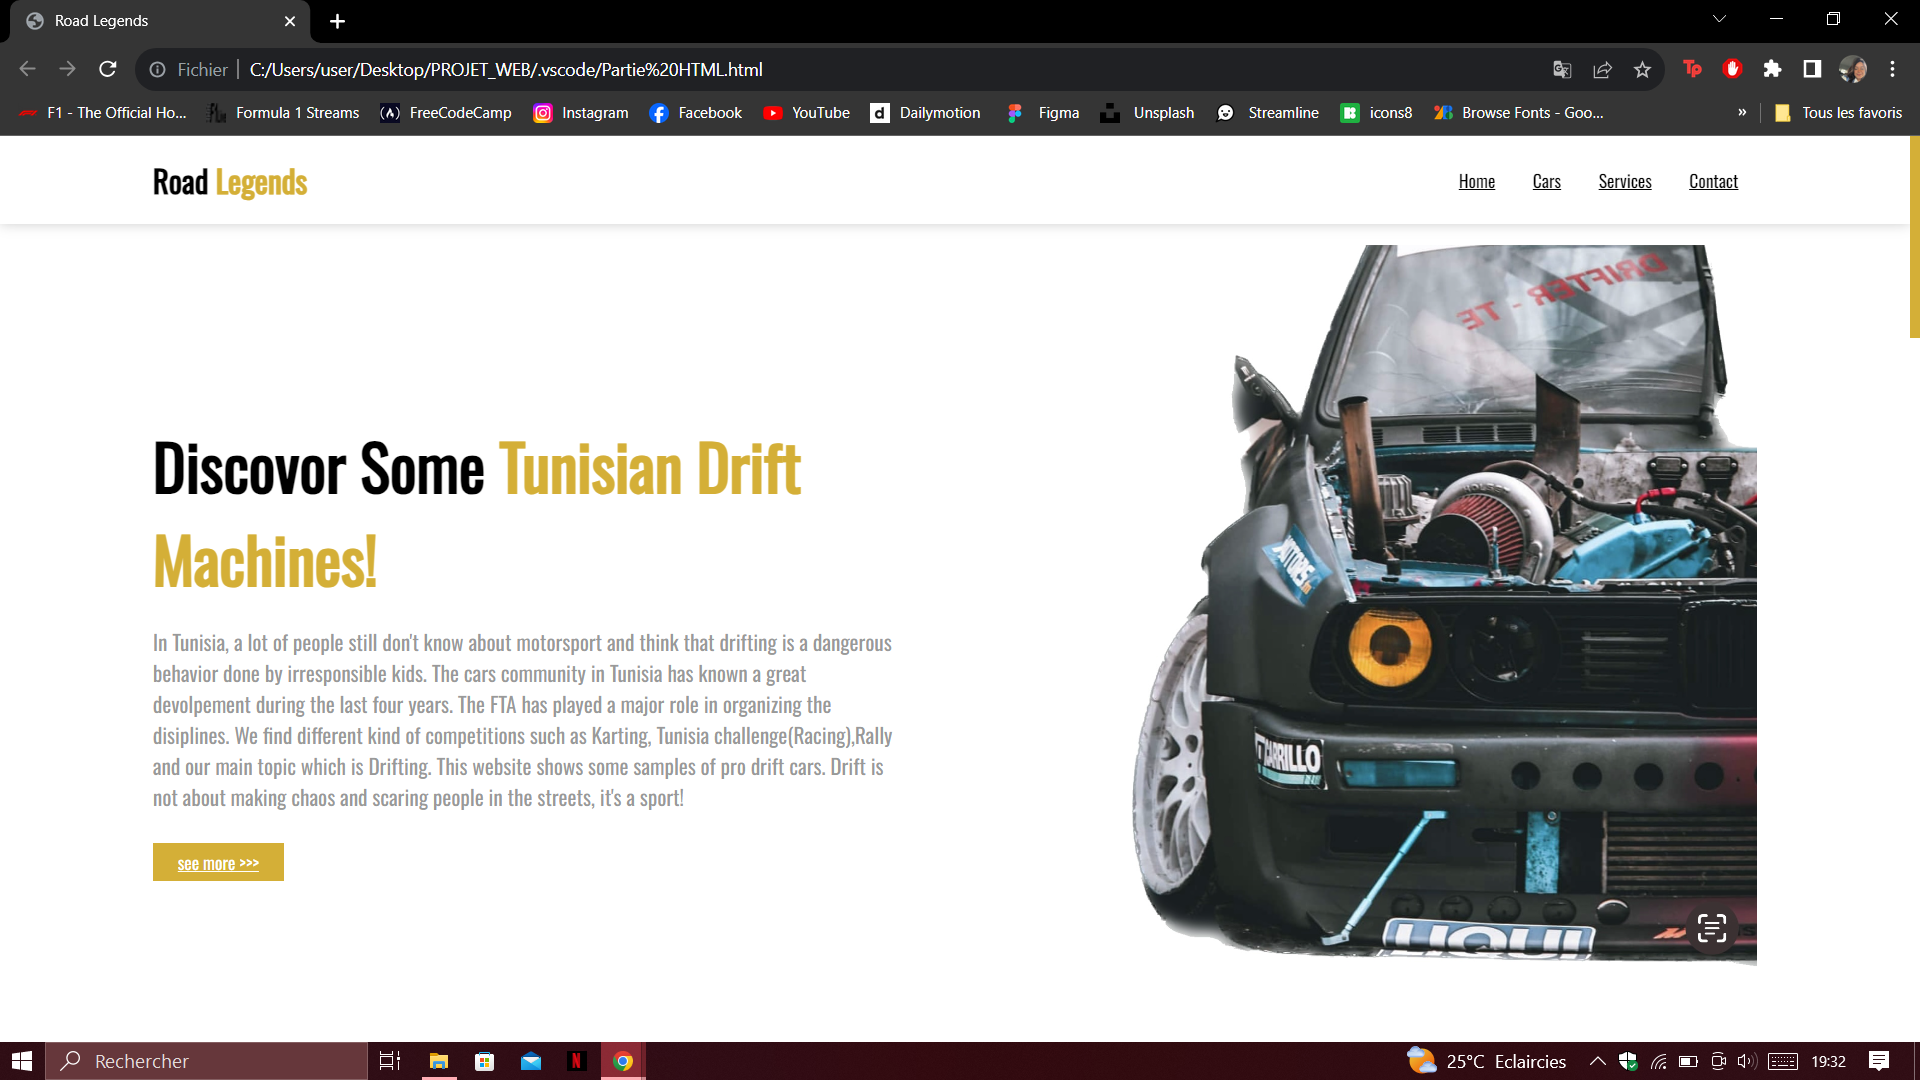 Road Legends
Fichier
C:/Users/user/Desktop/PROJET_WEB/.vscode/Partie%20HTML.html
F1 - The Official Ho...
Formula 1 Streams
FreeCodeCamp
Instagram
Facebook
YouTube
Dailymotion
Figma
Unsplash
Streamline
icons8
Browse Fonts - Goo...
»
Tous les favoris
Road Legends
Home
Cars
Services
Contact
DRIFTER - TE
Discovor Some Tunisian Drift
Machines!
In Tunisia, a lot of people still don't know about motorsport and think that drifting is a dangerous
behavior done by irresponsible kids. The cars community in Tunisia has known a great
devolpement during the last four years. The FTA has played a major role in organizing the
disiplines. We find different kind of competitions such as Karting, Tunisia challenge(Racing),Rally
and our main topic which is Drifting. This website shows some samples of pro drift cars. Drift is
not about making chaos and scaring people in the streets, it's a sport!
see more >>>
HOLSET
CARRILLO
LIQUI
Rechercher
25°C Eclaircies
19:32